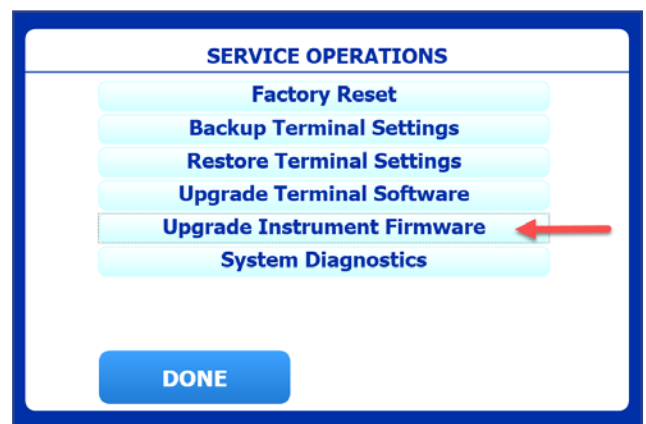 SERVICE OPERATIONS
Factory Reset
Backup Terminal Settings
Restore Terminal Settings
Upgrade Terminal Software
Upgrade Instrument Firmware
System Diagnostics
DONE